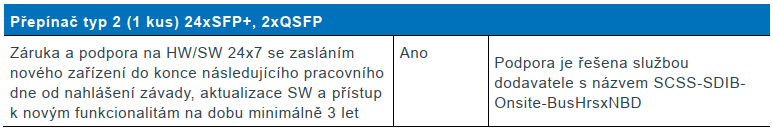 Přepínač typ 2 (1 kus) 24xSFP+, 2xQSFP
Záruka a podpora na HW/SW 24x7 se zasláním
nového zařízení do konce následujícího pracovního
dne od nahlášení závady, aktualizace SW a přístup
k novým funkcionalitám na dobu minimálně 3 let
Ano
Podpora je řešena službou
dodavatele s názvem SCSS-SDIB-
Onsite-BusHrsxNBD